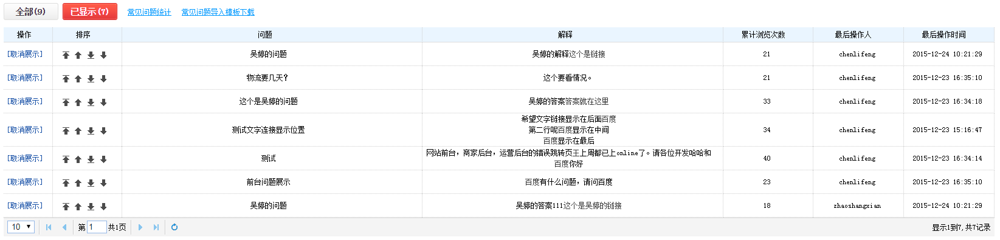 全部(9) 已显示(7) 常见问题统计 常见问题导入模板下载
操作 排序 问题 解释 累计浏览次数 最后操作人 最后操作时间
[取消展示] 吴婷的问题 吴婷的解释这个是链接 21 chenlifeng 2015-12-24 10:21:29
[取消展示] 物流要几天? 这个要看情况。 21 chenlifeng 2015-12-23 16:35:10
[取消展示] 这个是吴婷的问题 吴婷的答案答案就在这里 33 chenlifeng 2015-12-23 16:34:18
希望文字链接显示在后面百度
[取消展示] 测试文字连接显示位置 第二行呢百度显示在中间 34 chenlifeng 2015-12-23 15:16:47
百度显示在最后
网站前台，商家后台，运营后台的错误跳转页王上周都已上online了。请各位开发哈哈和
[取消展示] 测试 40 chenlifeng 2015-12-23 16:34:14
百度你好
[取消展示] 前台问题展示 百度有什么问题，请问百度 23 chenlifeng 2015-12-23 16:35:10
[取消展示] 吴婷的问题 吴婷的答案111这个是吴婷的链接 18 zhaoshangxian 2015-12-24 10:21:29
10 第 1 共1页 显示1到7,共7记录